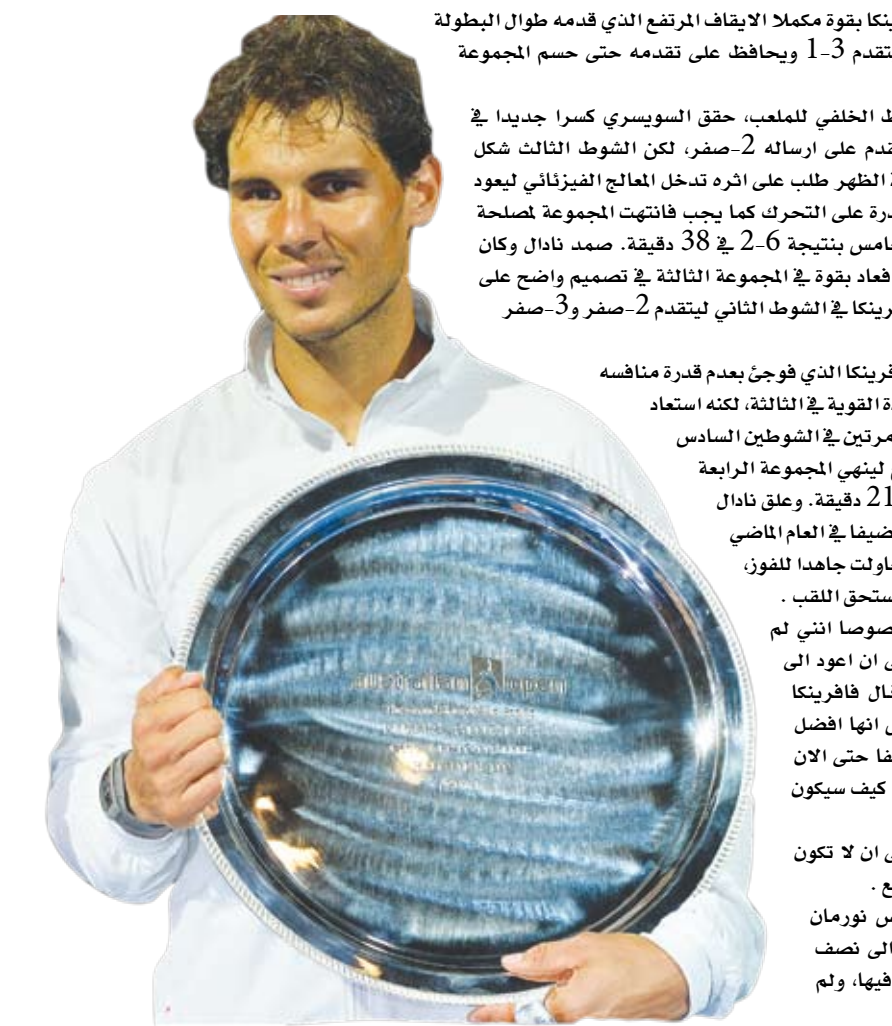 ينكا بقوة مكملا الايقاف المرتفع الذي قدمه طوال البطولة
يتقدم 3-1 ويحافظ على تقدمه حتى حسم المجموعة
ط الخلفي للملعب، حقق السويسري كسرا جديدا في
قدم على ارساله 2-صفر، لكن الشوط الثالث شكل
ة الظهر طلب على اثره تدخل المعالج الفيزيائي ليعود
درة على التحرك كما يجب فانتهت المجموعة لمصلحة
امس بنتيجة 6-2 في 38 دقيقة. صمد نادال وكان
فعاد بقوة في المجموعة الثالثة في تصميم واضح على
رينكا في الشوط الثاني ليتقدم 2-صفر و3-صفر
فرينكا الذي فوجئ بعدم قدرة منافسه
ة القوية في الثالثة، لكنه استعاد
مرتين في الشوطين السادس
لينهي المجموعة الرابعة
21 دقيقة. وعلق نادال
ضيفا في العام الماضي
حاولت جاهدا للفوز،
ستحق اللقب .
صوصا انني لم
ى ان اعود الى
قال فافرينكا
ن انها افضل
فا حتى الان
كيف سيكون
ى ان لا تكون
ع .
س نورمان
الى نصف
فيها، ولم
australian open